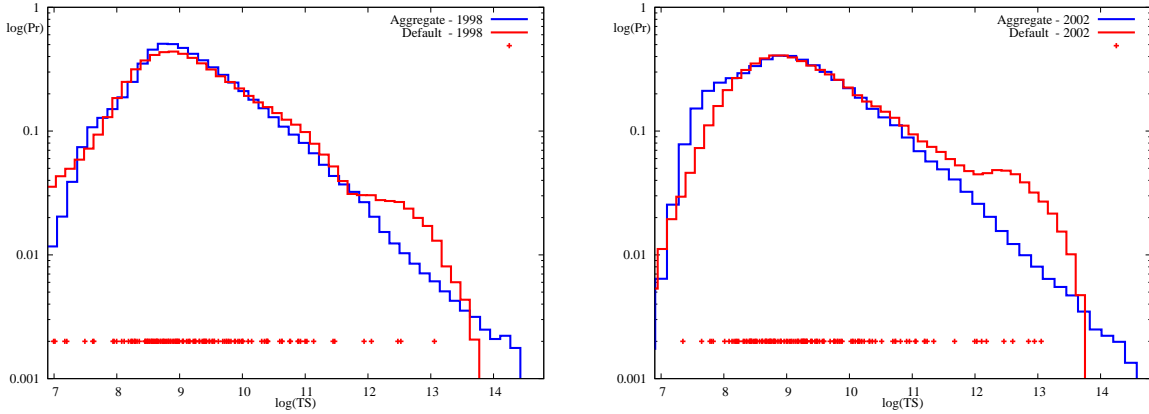 1
log(Pr)
Aggregate - 1998
Default - 1998
0.1
0.01
0.001
7 8 9 10 11 12 13 14
log(TS)
1
log(Pr)
Aggregate - 2002
Default - 2002
0.1
0.01
0.001
7 8 9 10 11 12 13 14
log(TS)